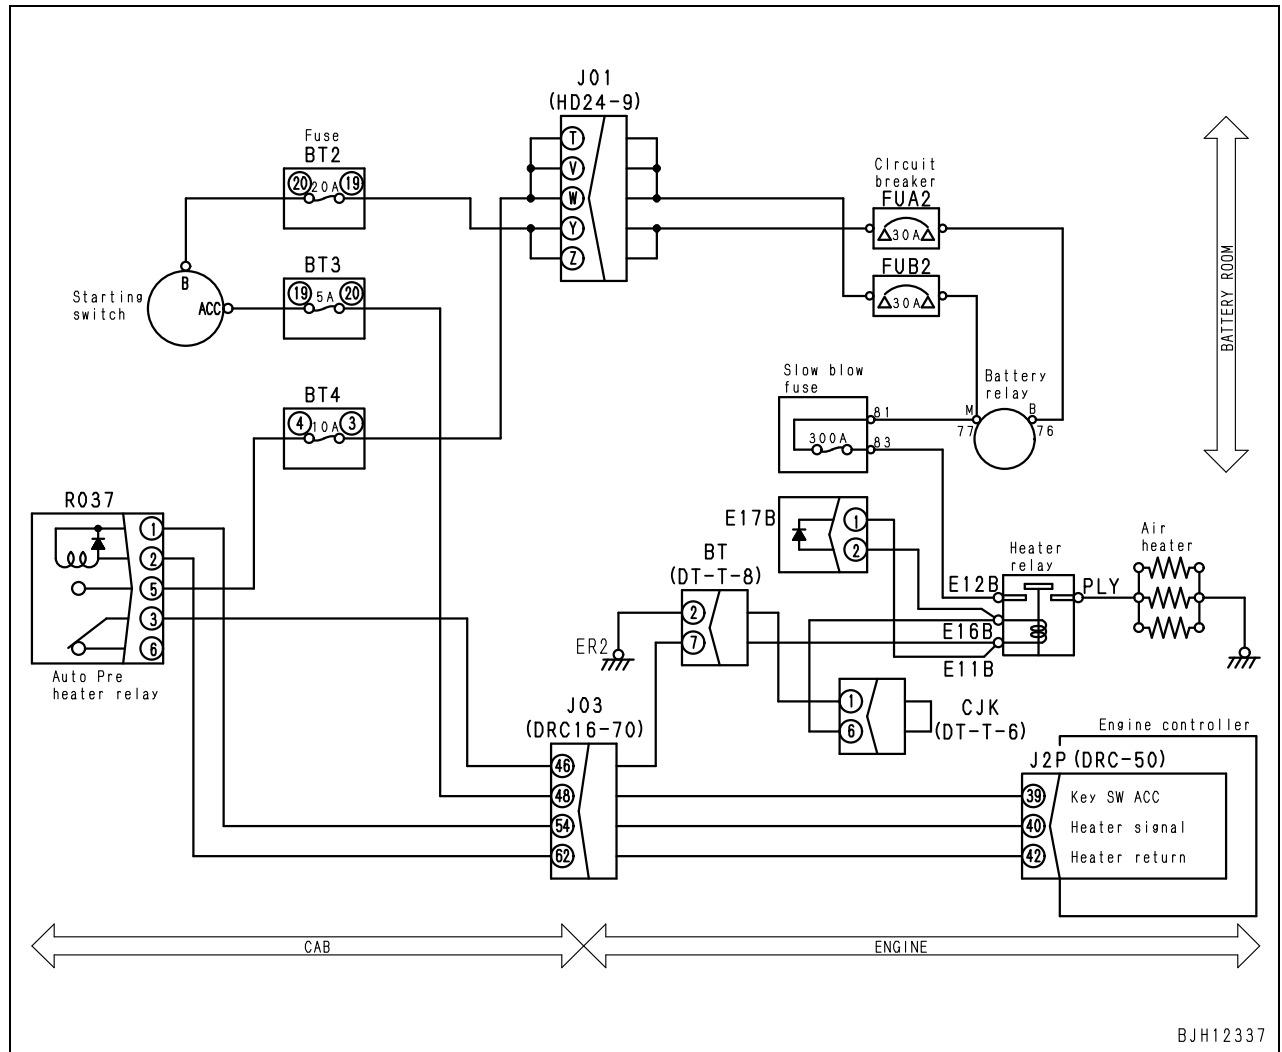 J01
(HD24-9)
T
V
W
Y
Z
Fuse
BT2
20 20A 19
Circuit
breaker
FUA2
30A
FUB2
30A
BT3
19 5A 20
Starting
switch
B
ACC
BT4
4 10A 3
Slow blow
fuse
300A
81
83
Battery
relay
M
B
77
76
BATTERY ROOM
R037
1
2
5
3
6
Auto Pre
heater relay
E17B
1
2
BT
(DT-T-8)
2
7
ER2
Heater
relay
E12B
E16B
E11B
PLY
Air
heater
CJK
(DT-T-6)
1
6
J03
(DRC16-70)
46
48
54
62
Engine controller
J2P (DRC-50)
39 Key SW ACC
40 Heater signal
42 Heater return
CAB
ENGINE
BJH12337